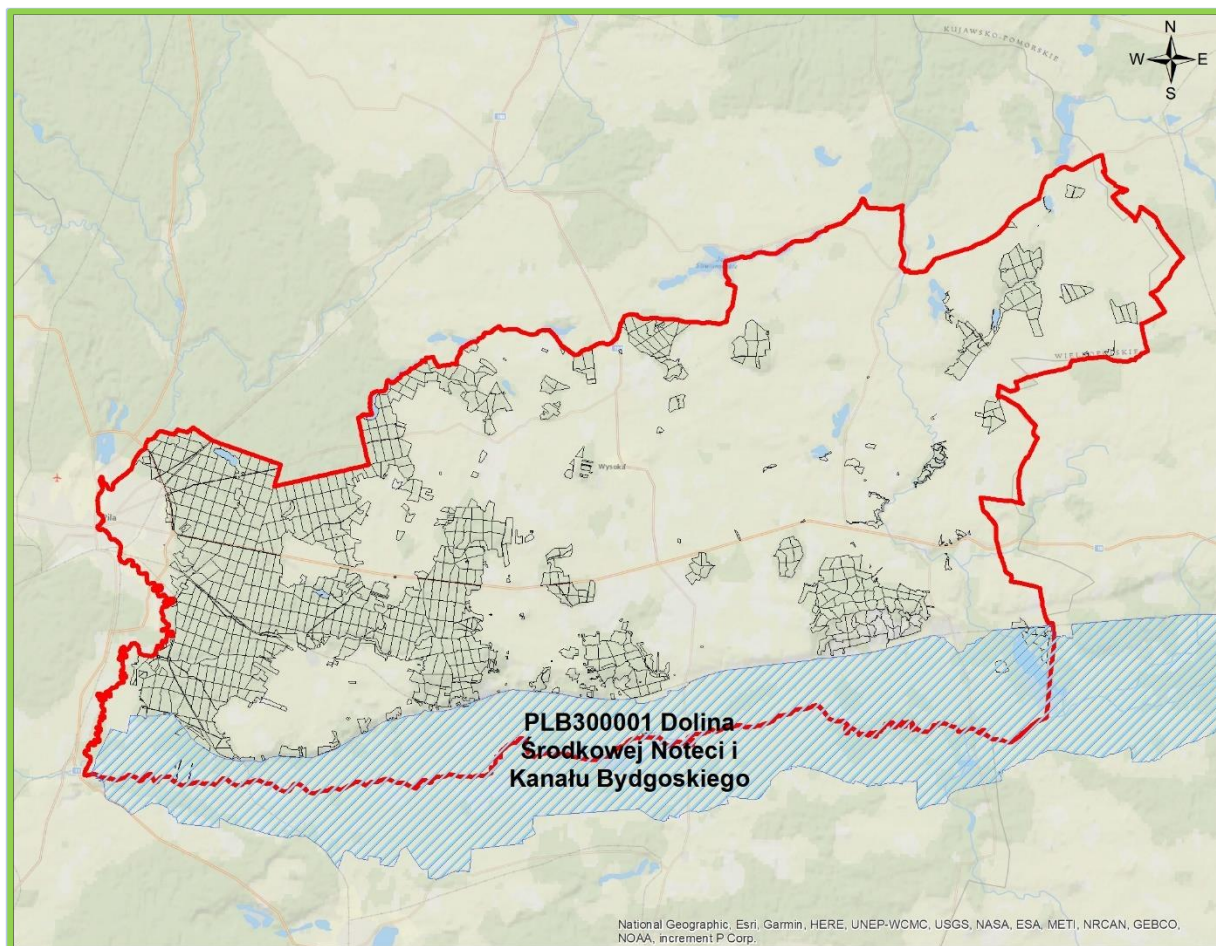 N
KUJAWSKO-POMORSKIE
W E
S
WIELKOPOLSKIE
Wysoka
PLB300001 Dolina
Środkowej Noteci i
Kanału Bydgoskiego
National Geographic, Esri, Garmin, HERE, UNEP-WCMC, USGS, NASA, ESA, METI, NRCAN, GEBCO,
NOAA, increment P Corp.